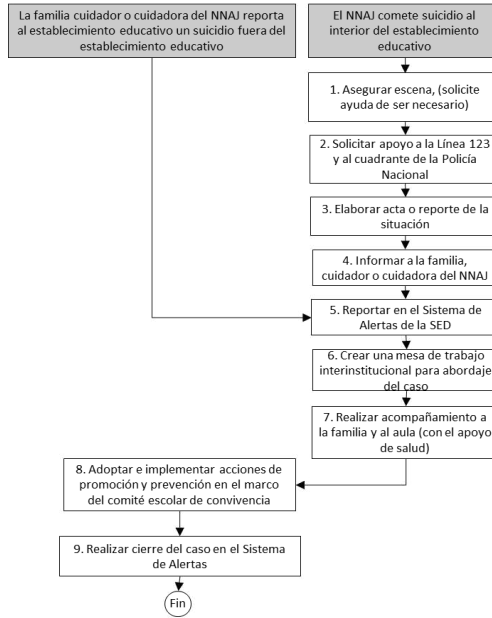 La familia cuidador o cuidadora del NNAJ reporta
al establecimiento educativo un suicidio fuera del
establecimiento educativo
El NNAJ comete suicidio al
interior del establecimiento
educativo
1. Asegurar escena, (solicite
ayuda de ser necesario)
2. Solicitar apoyo a la Línea 123
y al cuadrante de la Policía
Nacional
3. Elaborar acta o reporte de la
situación
4. Informar a la familia,
cuidador o cuidadora del NNAJ
5. Reportar en el Sistema de
Alertas de la SED
6. Crear una mesa de trabajo
interinstitucional para abordaje
del caso
7. Realizar acompañamiento a
la familia y al aula (con el apoyo
de salud)
8. Adoptar e implementar acciones de
promoción y prevención en el marco
del comité escolar de convivencia
9. Realizar cierre del caso en el Sistema
de Alertas
Fin